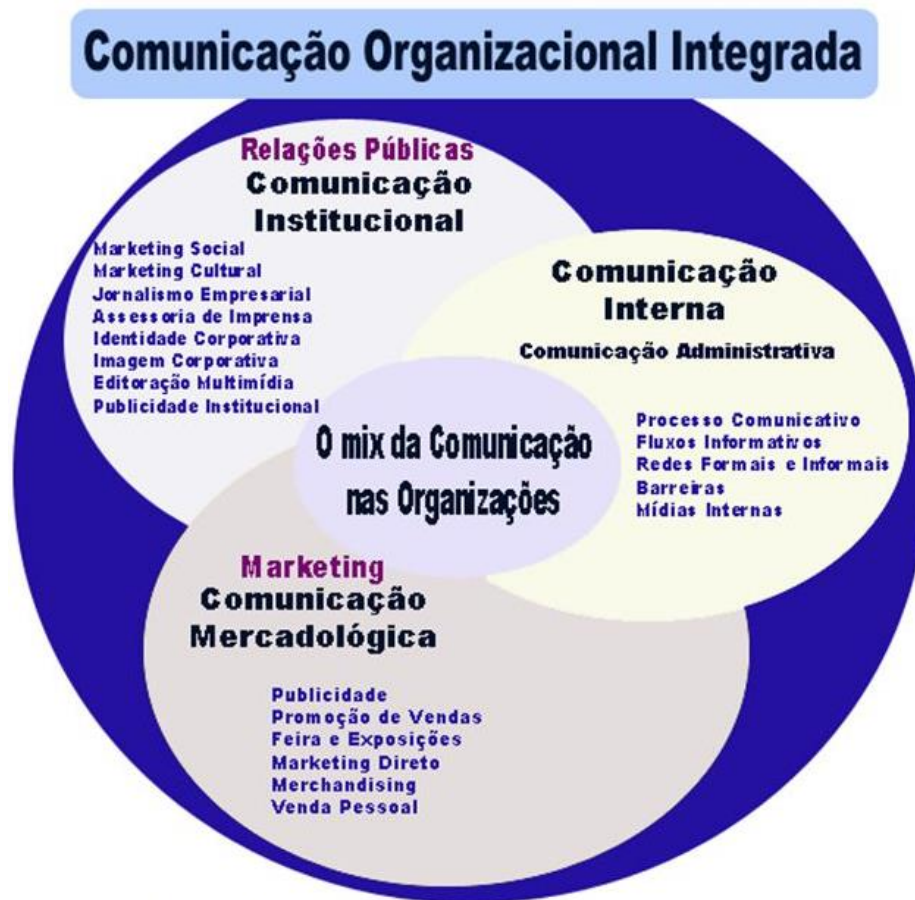 Comunicação Organizacional Integrada
Relações Públicas
Comunicação
Institucional
Marketing Social
Marketing Cultural
Jornalismo Empresarial
Assessoria de Imprensa
Identidade Corporativa
Imagem Corporativa
Editoração Multimídia
Publicidade Institucional
Comunicação
Interna
Comunicação Administrativa
Processo Comunicativo
Fluxos Informativos
Redes Formais e Informais
Barreiras
Mídias Internas
O mix da Comunicação
nas Organizações
Marketing
Comunicação
Mercadológica
Publicidade
Promoção de Vendas
Feira e Exposições
Marketing Direto
Merchandising
Venda Pessoal